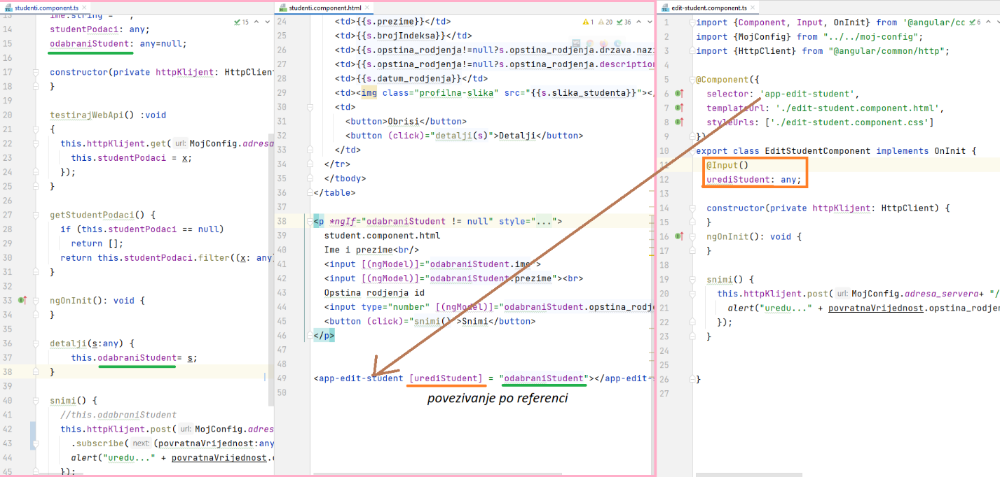 studenti.component.ts
13 ime:string = "";
15
14 studentPodaci: any;
15 odabraniStudent: any=null;
16
17 constructor(private httpKlijent: HttpClient
18 }
19
20 testirajWebApi() :void
21 {
22 this.httpKlijent.get( url: MojConfig.adresa
23 this.studentPodaci = x;
24 });
25 }
26
27 getStudentPodaci() {
28 if (this.studentPodaci == null)
29 return [];
30 return this.studentPodaci.filter((x: any
31 }
32
33 ngOnInit(): void {
34 }
35
36 detalji(s:any) {
37 this.odabraniStudent= s;
38 }
39
40 snimi() {
41 //this.odabraniStudent
42 this.httpKlijent.post( url: MojConfig.adres
43 .subscribe( next: (povratnaVrijednost:any
44 alert("uredu..." + povratnaVrijednost.
45 });
studenti.component.html
24 <td>{{s.prezime}}</td>
1 20 36
25 <td>{{s.brojIndeksa}}</td>
26 <td>{{s.opstina_rodjenja!=null?s.opstina_rodjenja.drzava.nazi
27 <td>{{s.opstina_rodjenja!=null?s.opstina_rodjenja.description
28 <td>{{s.datum_rodjenja}}</td>
29 <td><img class="profilna-slika" src="{{s.slika_studenta}}"></
30 <td>
31 <button>Obrisi</button>
32 <button (click)="detalji(s)">Detalji</button>
33 </td>
34 </tr>
35 </tbody>
36 </table>
37
38 <p *ngIf="odabraniStudent != null" style="...">
39 student.component.html
40 Ime i prezime<br/>
41 <input [(ngModel)]="odabraniStudent.ime">
42 <input [(ngModel)]="odabraniStudent.prezime"><br>
43 Opstina rodjenja id
44 <input type="number" [(ngModel)]="odabraniStudent.opstina_rodj
45 <button (click)="snimi()">Snimi</button>
46 </p>
47
48
49 <app-edit-student [urediStudent] = "odabraniStudent"></app-edit-
50
povezivanje po referenci
edit-student.component.ts
1 import {Component, Input, OnInit} from '@angular/co
6
2 import {MojConfig} from "../../moj-config";
3 import {HttpClient} from "@angular/common/http";
4
5 @Component({
6 selector: 'app-edit-student',
7 templateUrl: './edit-student.component.html',
8 styleUrls: ['./edit-student.component.css']
9 })
10 export class EditStudentComponent implements OnInit {
11 @Input()
12 urediStudent: any;
13
14 constructor(private httpKlijent: HttpClient) {
15 }
16 ngOnInit(): void {
17 }
18
19 snimi() {
20 this.httpKlijent.post( url: MojConfig.adresa_servera+ "/
21 alert("uredu..." + povratnaVrijednost.opstina_rodjen
22 });
23 }
24
25
26 }
27